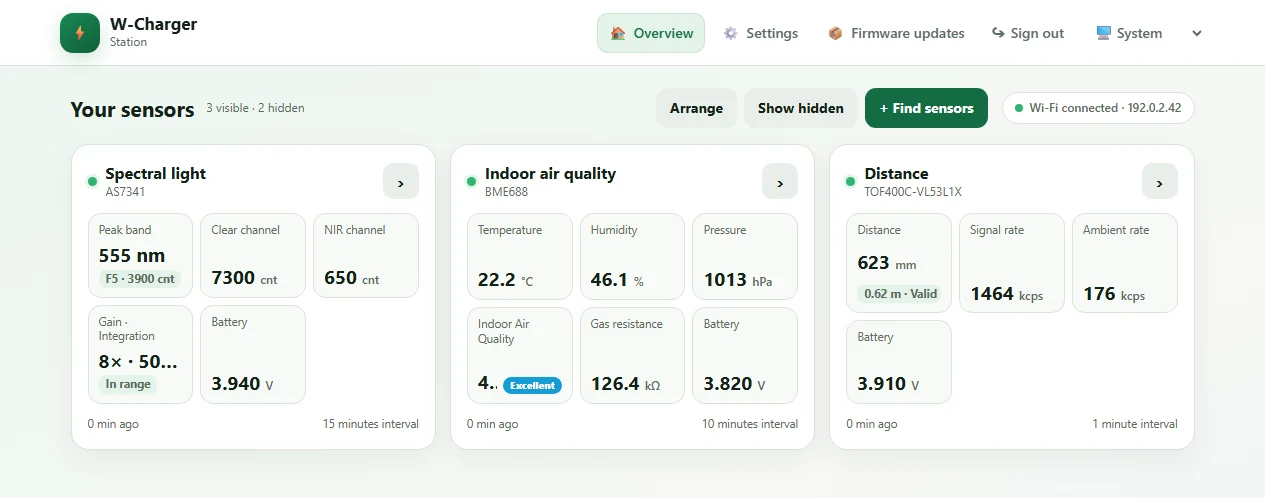 W-Charger
Station
Overview
Settings
Firmware updates
Sign out
System
Your sensors
3 visible · 2 hidden
Arrange
Show hidden
+ Find sensors
Wi-Fi connected · 192.0.2.42
Spectral light
AS7341
Peak band
555 nm
F5 · 3900 cnt
Clear channel
7300 cnt
NIR channel
650 cnt
Gain ·
Integration
8× · 50...
In range
Battery
3.940 V
0 min ago
15 minutes interval
Indoor air quality
BME688
Temperature
22.2 °C
Humidity
46.1 %
Pressure
1013 hPa
Indoor Air
Quality
4.. Excellent
Gas resistance
126.4 kΩ
Battery
3.820 V
0 min ago
10 minutes interval
Distance
TOF400C-VL53L1X
Distance
623 mm
0.62 m · Valid
Signal rate
1464 kcps
Ambient rate
176 kcps
Battery
3.910 V
0 min ago
1 minute interval